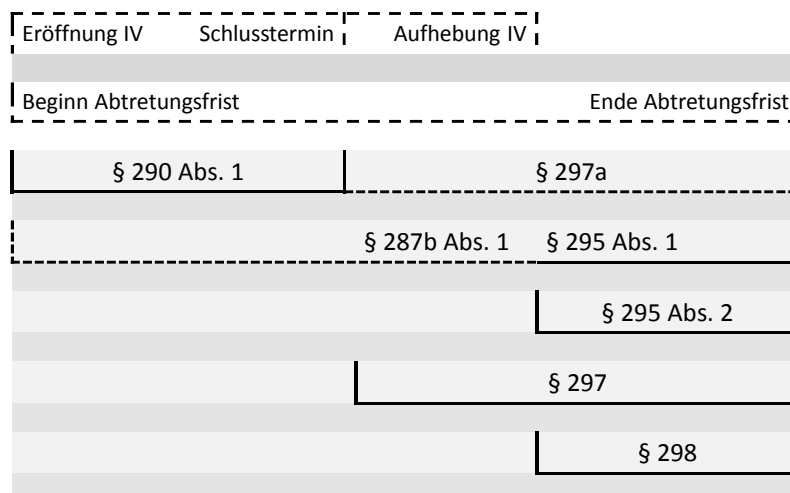 Eröffnung IV Schlusstermin Aufhebung IV
Beginn Abtretungsfrist Ende Abtretungsfrist
§ 290 Abs. 1 § 297a
§ 287b Abs. 1 § 295 Abs. 1
§ 295 Abs. 2
§ 297
§ 298